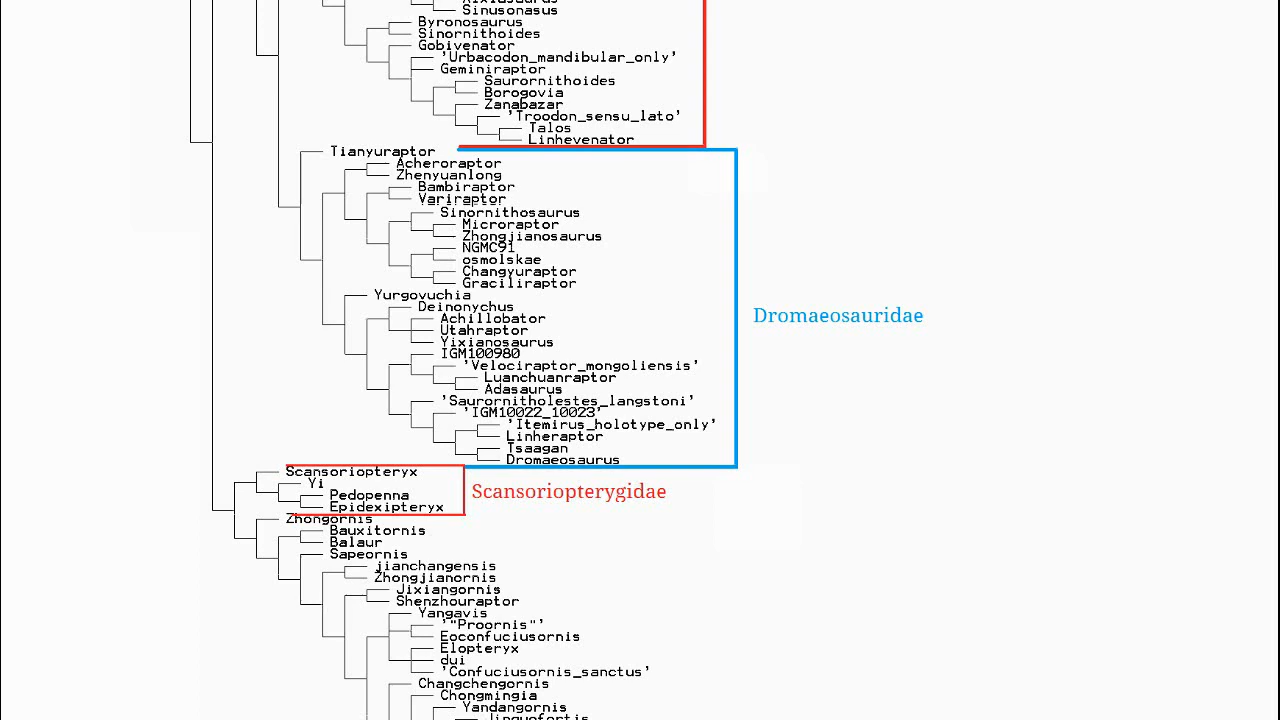 Sinusonasus
Byronosaurus
Sinornithoides
Gobivenator
'Urbacodon_mandibular_only'
Geminiraptor
Saurornithoides
Borogovia
Zanabazar
'Troodon_sensu_lato'
Talos
Linhevenator
Tianyuraptor
Acheroraptor
Zhenyuanlong
Bambiraptor
Variraptor
Sinornithosaurus
Microraptor
Zhongjianosaurus
NGMC91
osmolskae
Changyuraptor
Graciliraptor
Yurgovuchia
Deinonychus
Dromaeosauridae
Achillobator
Utahraptor
Yixianosaurus
IGM100980
'Velociraptor_mongoliensis'
Luanchuanraptor
Adasaurus
'Saurornitholestes_langstoni'
'IGM10022_10023'
'Itemirus_holotype_only'
Linheraptor
Tsaagan
Dromaeosaurus
Scansoriopteryx
Yi
Scansoriopterygidae
Pedopenna
Epidexipteryx
Zhongornis
Bauxitornis
Balaur
Sapeornis
jianchangensis
Zhongjianornis
Jixiangornis
Shenzhouraptor
Yangavis
'"Proornis"'
Eoconfuciusornis
Elopteryx
dui
'Confuciusornis_sanctus'
Changchengornis
Chongmingia
Yandangornis
Jinguofortis